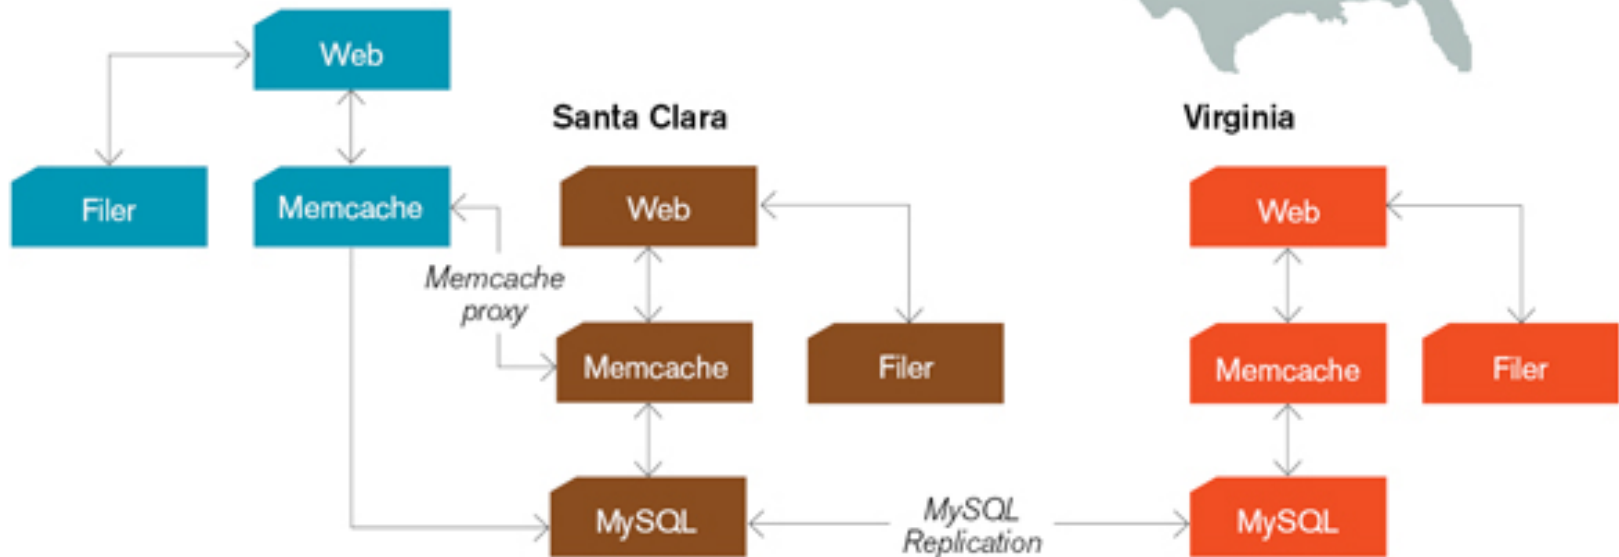 Web
Filer
Memcache
Memcache
proxy
Santa Clara
Web
Memcache
Filer
MySQL
MySQL
Replication
Virginia
Web
Memcache
Filer
MySQL